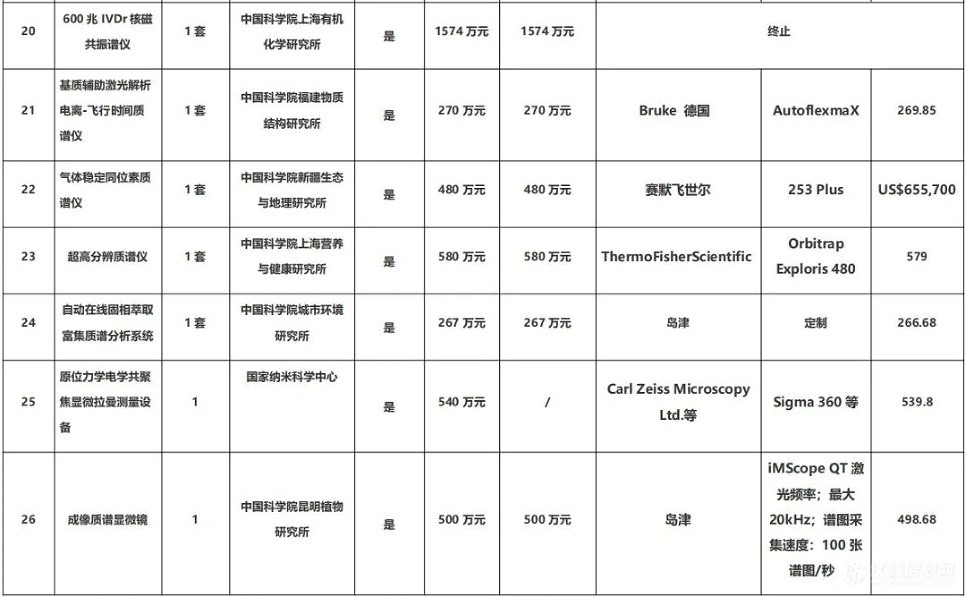 20
600 兆 IVDr 核磁
共振谱仪
1 套
中国科学院上海有机
化学研究所
是
1574 万元
1574 万元
终止
21
基质辅助激光解析
电离-飞行时间质
谱仪
1 套
中国科学院福建物质
结构研究所
是
270 万元
270 万元
Bruke 德国
AutoflexmaX
269.85
22
气体稳定同位素质
谱仪
1 套
中国科学院新疆生态
与地理研究所
是
480 万元
480 万元
赛默飞世尔
253 Plus
US$655,700
23
超高分辨质谱仪
1 套
中国科学院上海营养
与健康研究所
是
580 万元
580 万元
ThermoFisherScientific
Orbitrap
Exploris 480
579
24
自动在线固相萃取
富集质谱分析系统
1 套
中国科学院城市环境
研究所
是
267 万元
267 万元
岛津
定制
266.68
25
原位力学电学共聚
焦显微拉曼测量设
备
1
国家纳米科学中心
是
540 万元
/
Carl Zeiss Microscopy
Ltd.等
Sigma 360 等
539.8
26
成像质谱显微镜
1
中国科学院昆明植物
研究所
是
500 万元
500 万元
岛津
iMScope QT 激
光频率；最大
20kHz；谱图采
集速度：100 张
谱图/秒
498.68
仪器信息网